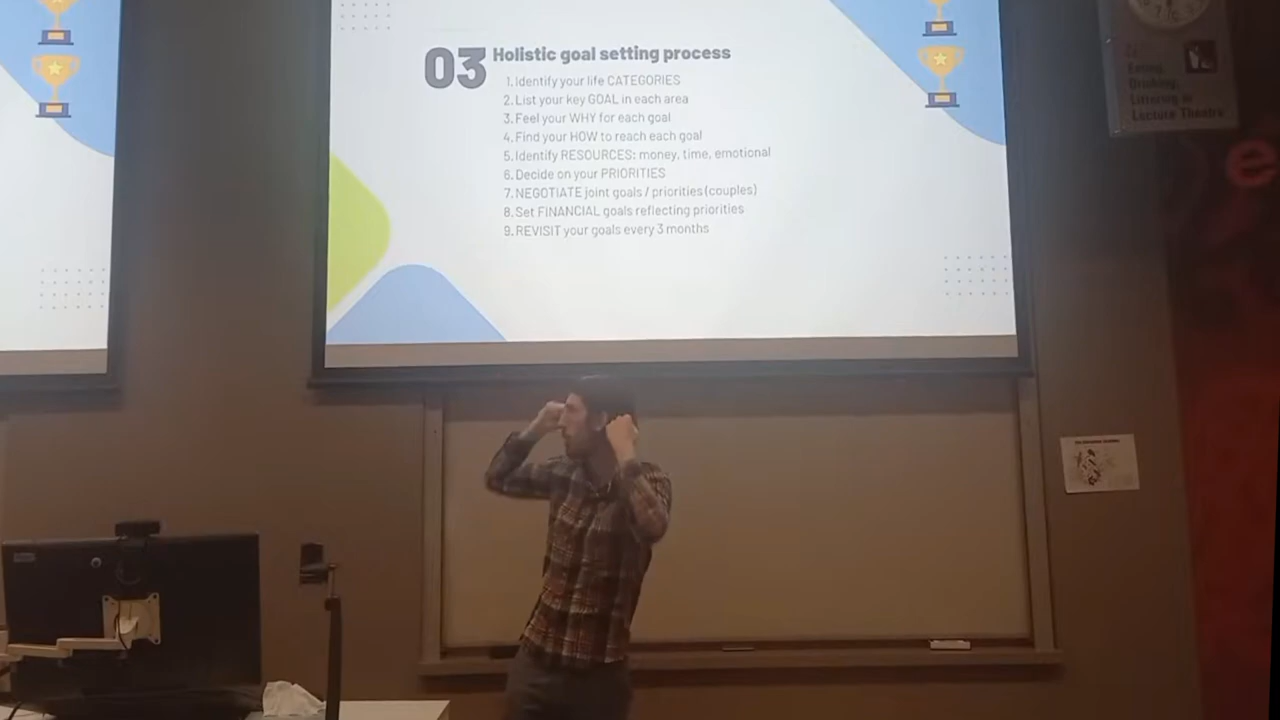 03 Holistic goal setting process
1. Identify your life CATEGORIES
2. List your key GOAL in each area
3. Feel your WHY for each goal
4. Find your HOW to reach each goal
5. Identify RESOURCES: money, time, emotional
6. Decide on your PRIORITIES
7. NEGOTIATE joint goals / priorities (couples)
8. Set FINANCIAL goals reflecting priorities
9. REVISIT your goals every 3 months
Eating,
Drinking,
Littering in
Lecture Theatre
e